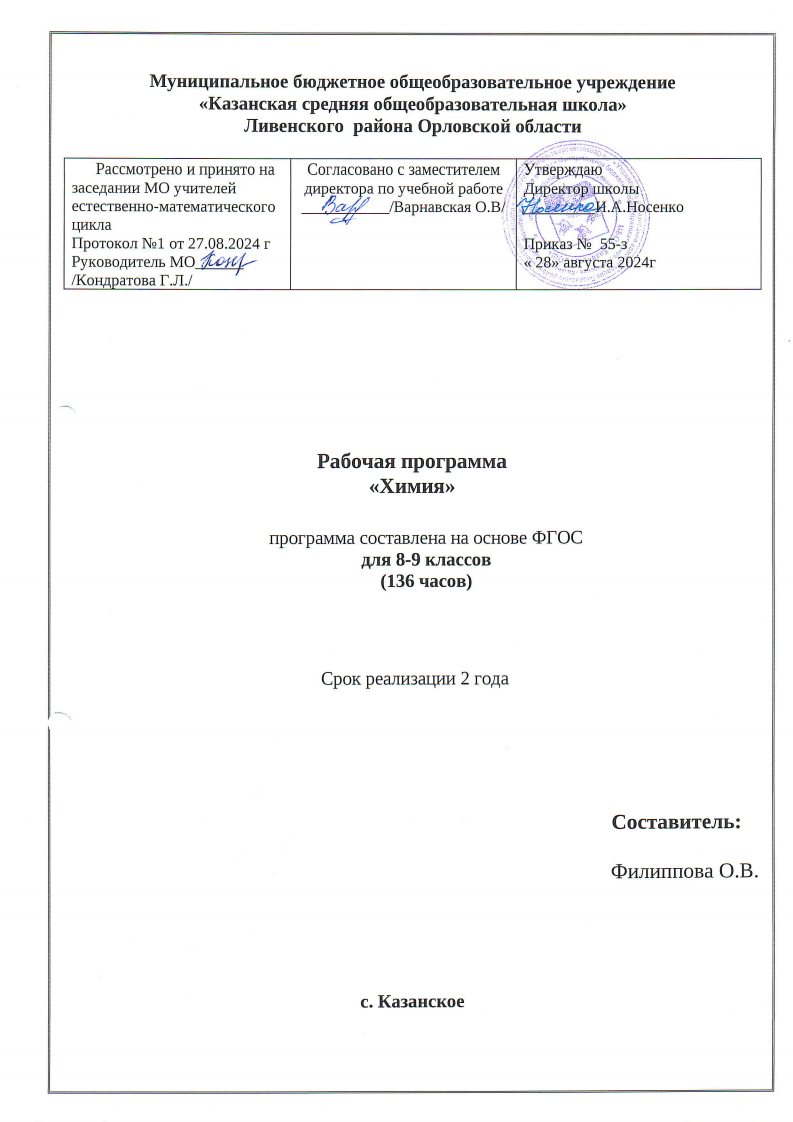 Муниципальное бюджетное общеобразовательное учреждение
«Казанская средняя общеобразовательная школа»
Ливенского района Орловской области
Рассмотрено и принято на
заседании МО учителей
естественно-математического
цикла
Протокол №1 от 27.08.2024 г
Руководитель МО
/Кондратова Г.Л./
Согласовано с заместителем
директора по учебной работе
/Варнавская О.В/
Утверждаю
Директор школы
И.А.Носенко
Приказ № 55-з
« 28» августа 2024г
Рабочая программа
«Химия»
программа составлена на основе ФГОС
для 8-9 классов
(136 часов)
Срок реализации 2 года
Составитель:
Филиппова О.В.
с. Казанское